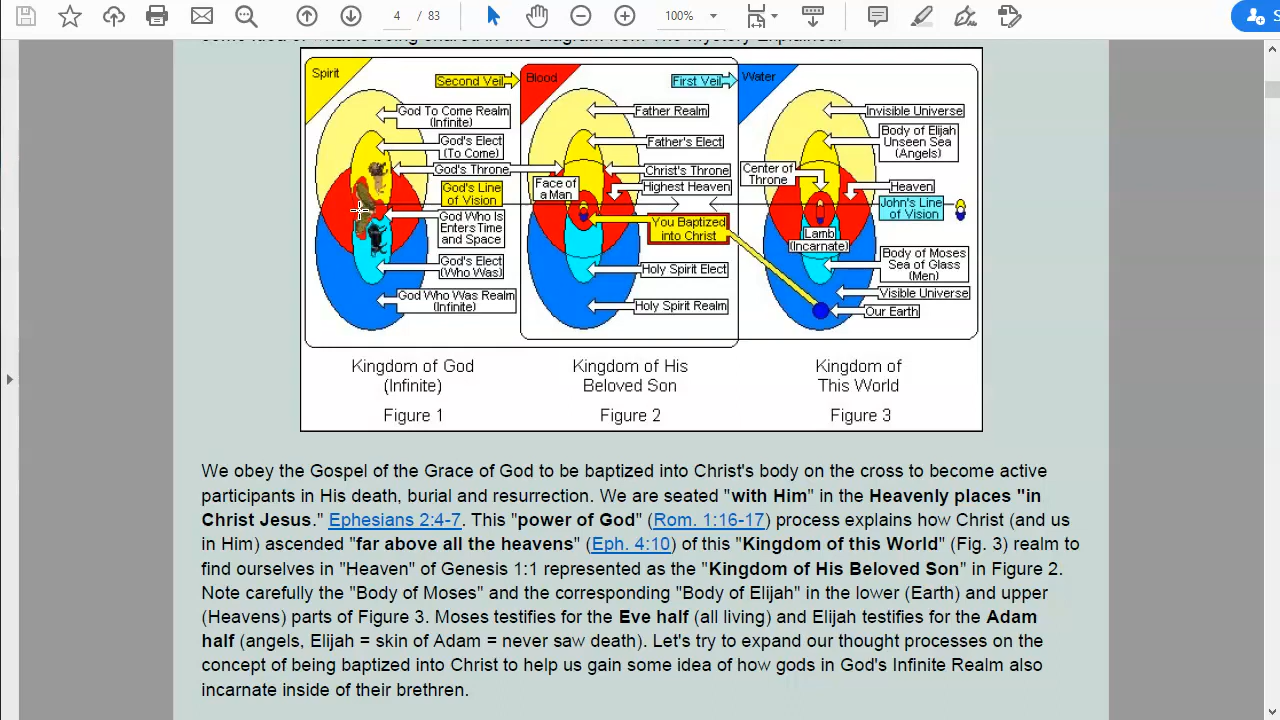 4 / 83
100%
S
some idea of what is being shared in this diagram from The Mystery Explained.
Spirit
Second Veil
Blood
First Veil
Water
God To Come Realm
(Infinite)
God's Elect
(To Come)
God's Throne
God's Line
of Vision
God Who Is
Enters Time
and Space
God's Elect
(Who Was)
God Who Was Realm
(Infinite)
Father Realm
Father's Elect
Christ's Throne
Highest Heaven
Face of
a Man
You Baptized
into Christ
Holy Spirit Elect
Holy Spirit Realm
Invisible Universe
Body of Elijah
Unseen Sea
(Angels)
Center of
Throne
Heaven
John's Line
of Vision
Lamb
(Incarnate)
Body of Moses
Sea of Glass
(Men)
Visible Universe
Our Earth
Kingdom of God
(Infinite)
Figure 1
Kingdom of His
Beloved Son
Figure 2
Kingdom of
This World
Figure 3
We obey the Gospel of the Grace of God to be baptized into Christ's body on the cross to become active
participants in His death, burial and resurrection. We are seated "with Him" in the Heavenly places "in
Christ Jesus." Ephesians 2:4-7. This "power of God" (Rom. 1:16-17) process explains how Christ (and us
in Him) ascended "far above all the heavens" (Eph. 4:10) of this "Kingdom of this World" (Fig. 3) realm to
find ourselves in "Heaven" of Genesis 1:1 represented as the "Kingdom of His Beloved Son" in Figure 2.
Note carefully the "Body of Moses" and the corresponding "Body of Elijah" in the lower (Earth) and upper
(Heavens) parts of Figure 3. Moses testifies for the Eve half (all living) and Elijah testifies for the Adam
half (angels, Elijah = skin of Adam = never saw death). Let's try to expand our thought processes on the
concept of being baptized into Christ to help us gain some idea of how gods in God's Infinite Realm also
incarnate inside of their brethren.